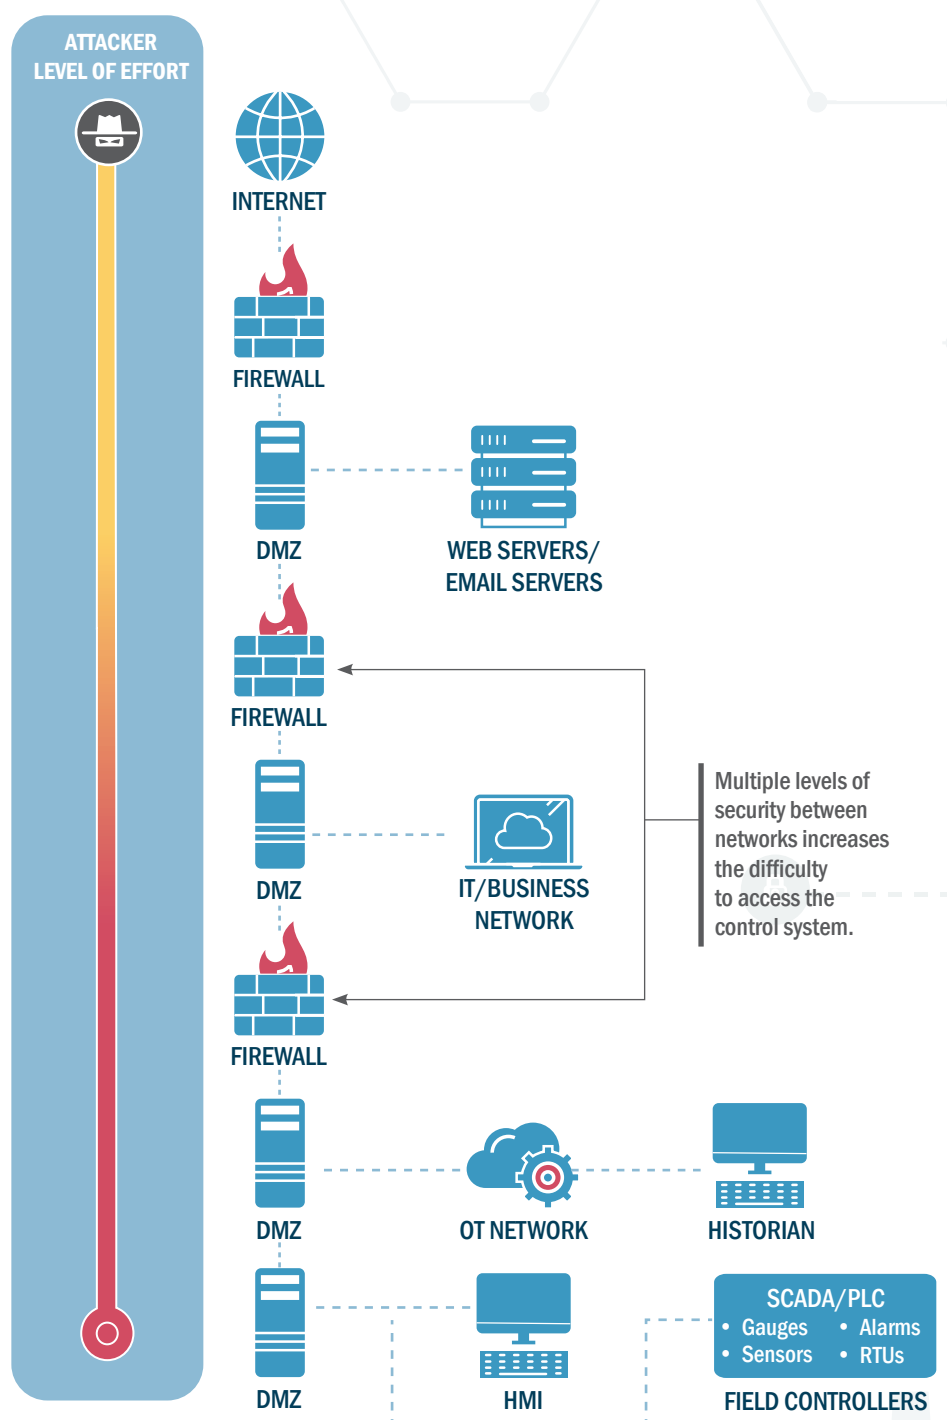 ATTACKER
LEVEL OF EFFORT
INTERNET
FIREWALL
DMZ
WEB SERVERS/
EMAIL SERVERS
FIREWALL
Multiple levels of
security between
networks increases
the difficulty
to access the
control system.
DMZ
IT/BUSINESS
NETWORK
FIREWALL
DMZ
OT NETWORK
HISTORIAN
SCADA/PLC
• Gauges • Alarms
• Sensors • RTUs
DMZ
HMI
FIELD CONTROLLERS